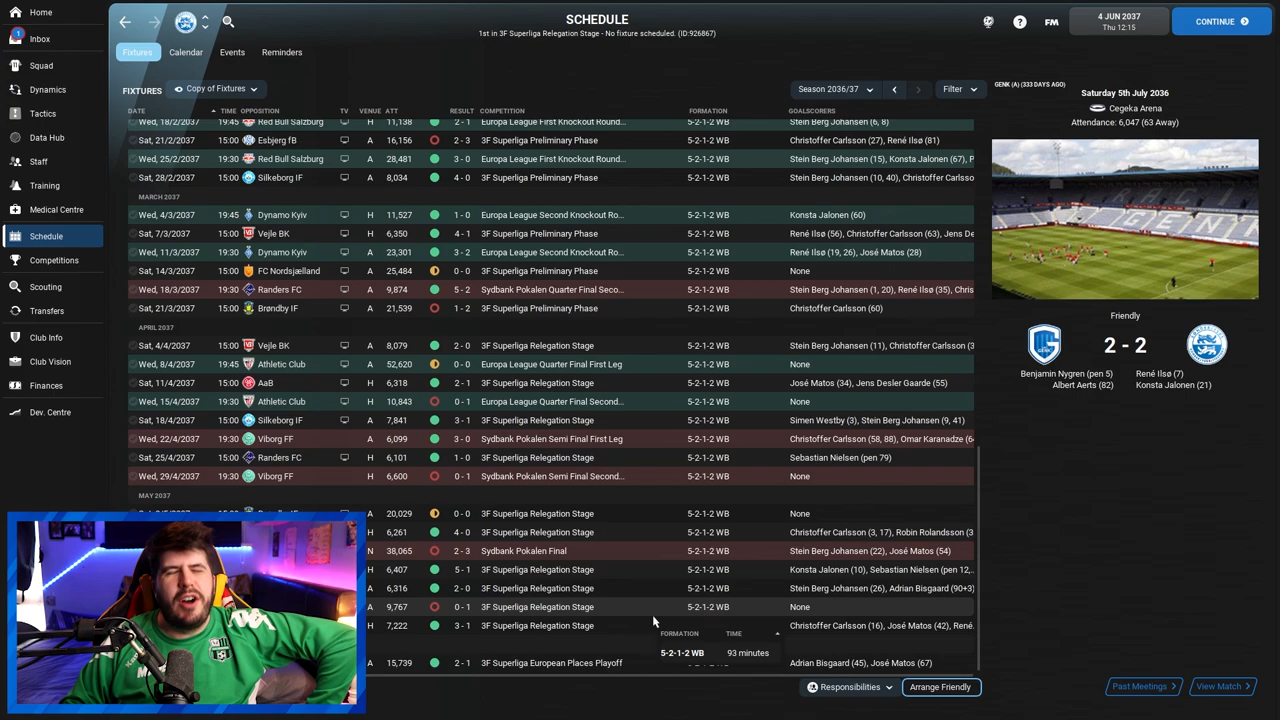 Home
Inbox
1
Squad
Dynamics
Tactics
Data Hub
Staff
Training
Medical Centre
Schedule
Competitions
Scouting
Transfers
Club Info
Club Vision
Finances
Dev. Centre
SCHEDULE
1st in 3F Superliga Relegation Stage - No fixture scheduled. (ID:926867)
FM
4 JUN 2037
Thu 12:15
CONTINUE
Fixtures Calendar Events Reminders
FIXTURES Copy of Fixtures Season 2036/37 Filter
DATE TIME OPPOSITION TV VENUE ATT RESULT COMPETITION FORMATION GOALSCORERS
Wed, 18/2/2037 19:45 Red Bull Salzburg H 11,138 2 - 1 Europa League First Knockout Round... 5-2-1-2 WB Stein Berg Johansen (6, 8)
Sat, 21/2/2037 15:00 Esbjerg fB A 16,156 2 - 3 3F Superliga Preliminary Phase 5-2-1-2 WB Christoffer Carlsson (27), René Ilsø (81)
Wed, 25/2/2037 19:30 Red Bull Salzburg A 28,481 3 - 0 Europa League First Knockout Round... 5-2-1-2 WB Stein Berg Johansen (15), Konsta Jalonen (67), P
Sat, 28/2/2037 15:00 Silkeborg IF A 8,034 4 - 0 3F Superliga Preliminary Phase 5-2-1-2 WB Stein Berg Johansen (10, 40), Christoffer Carlsso
MARCH 2037
Wed, 4/3/2037 19:45 Dynamo Kyiv H 11,527 1 - 0 Europa League Second Knockout Ro... 5-2-1-2 WB Konsta Jalonen (60)
Sat, 7/3/2037 15:00 Vejle BK H 6,350 4 - 1 3F Superliga Preliminary Phase 5-2-1-2 WB René Ilsø (56), Christoffer Carlsson (63), Jens De
Wed, 11/3/2037 19:30 Dynamo Kyiv A 23,301 3 - 2 Europa League Second Knockout Ro... 5-2-1-2 WB René Ilsø (19, 26), José Matos (28)
Sat, 14/3/2037 15:00 FC Nordsjælland A 25,484 0 - 0 3F Superliga Preliminary Phase 5-2-1-2 WB None
Wed, 18/3/2037 19:30 Randers FC A 9,874 5 - 2 Sydbank Pokalen Quarter Final Seco... 5-2-1-2 WB Stein Berg Johansen (1, 20), René Ilsø (35), Chris
Sat, 21/3/2037 15:00 Brøndby IF A 21,539 1 - 2 3F Superliga Preliminary Phase 5-2-1-2 WB Christoffer Carlsson (60)
APRIL 2037
Sat, 4/4/2037 15:00 Vejle BK A 8,079 2 - 0 3F Superliga Relegation Stage 5-2-1-2 WB Stein Berg Johansen (11), Christoffer Carlsson (3
Wed, 8/4/2037 19:45 Athletic Club A 52,620 0 - 0 Europa League Quarter Final First Leg 5-2-1-2 WB None
Sat, 11/4/2037 15:00 AaB H 6,318 2 - 1 3F Superliga Relegation Stage 5-2-1-2 WB José Matos (34), Jens Desler Gaarde (55)
Wed, 15/4/2037 19:30 Athletic Club H 10,843 0 - 1 Europa League Quarter Final Second... 5-2-1-2 WB None
Sat, 18/4/2037 15:00 Silkeborg IF A 7,841 2 - 1 3F Superliga Relegation Stage 5-2-1-2 WB Simen Westby (3), Stein Berg Johansen (9, 41)
Wed, 22/4/2037 19:30 Viborg FF A 6,099 3 - 0 Sydbank Pokalen Semi Final First Leg 5-2-1-2 WB Christoffer Carlsson (58, 88), Omar Karanadze (6
Sat, 25/4/2037 15:00 Randers FC H 6,101 1 - 0 3F Superliga Relegation Stage 5-2-1-2 WB Sebastian Nielsen (pen 79)
Wed, 29/4/2037 19:30 Viborg FF H 6,600 0 - 1 Sydbank Pokalen Semi Final Second... 5-2-1-2 WB None
MAY 2037
A 20,029 0 - 0 3F Superliga Relegation Stage 5-2-1-2 WB None
H 6,261 4 - 0 3F Superliga Relegation Stage 5-2-1-2 WB Christoffer Carlsson (3, 17), Robin Rolandsson (3
N 38,065 2 - 3 Sydbank Pokalen Final 5-2-1-2 WB Stein Berg Johansen (22), José Matos (54)
H 6,407 5 - 1 3F Superliga Relegation Stage 5-2-1-2 WB Konsta Jalonen (10), Sebastian Nielsen (pen 12,
A 6,316 2 - 0 3F Superliga Relegation Stage 5-2-1-2 WB Stein Berg Johansen (26), Adrian Bisgaard (90+3)
A 9,767 0 - 1 3F Superliga Relegation Stage 5-2-1-2 WB None
H 7,222 3 - 1 3F Superliga Relegation Stage Christoffer Carlsson (16), José Matos (42), René.
FORMATION TIME
5-2-1-2 WB 93 minutes
A 15,739 2 - 1 3F Superliga European Places Playoff Adrian Bisgaard (45), José Matos (67)
Responsibilities Arrange Friendly
GENK (A) (333 DAYS AGO)
Saturday 5th July 2036
Cegeka Arena
Attendance: 6,047 (63 Away)
RACING
GENK
Friendly
2 - 2
Benjamin Nygren (pen 5) René Ilsø (7)
Albert Aerts (82) Konsta Jalonen (21)
Past Meetings View Match